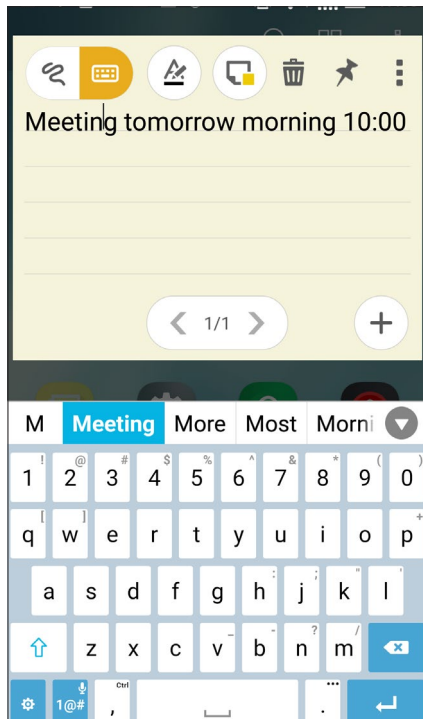 Meeting tomorrow morning 10:00
1/1
M Meeting More Most Morni
1 ! 2 @ 3 # 4 $ 5 % 6 ^ 7 & 8 * 9 ( 0 )
q [ w ] e r t y u i o p +
a s d f g h : j ; k " l '
z x c v _ b - n ? m /
1@# Ctrl , . •••